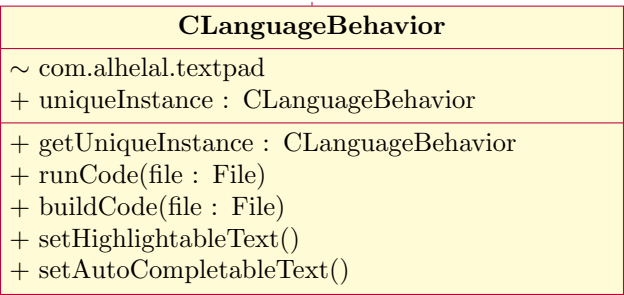 CLanguageBehavior
~ com.alhelal.textpad
+ uniqueInstance : CLanguageBehavior
+ getUniqueInstance : CLanguageBehavior
+ runCode(file : File)
+ buildCode(file : File)
+ setHighlightableText()
+ setAutoCompletableText()